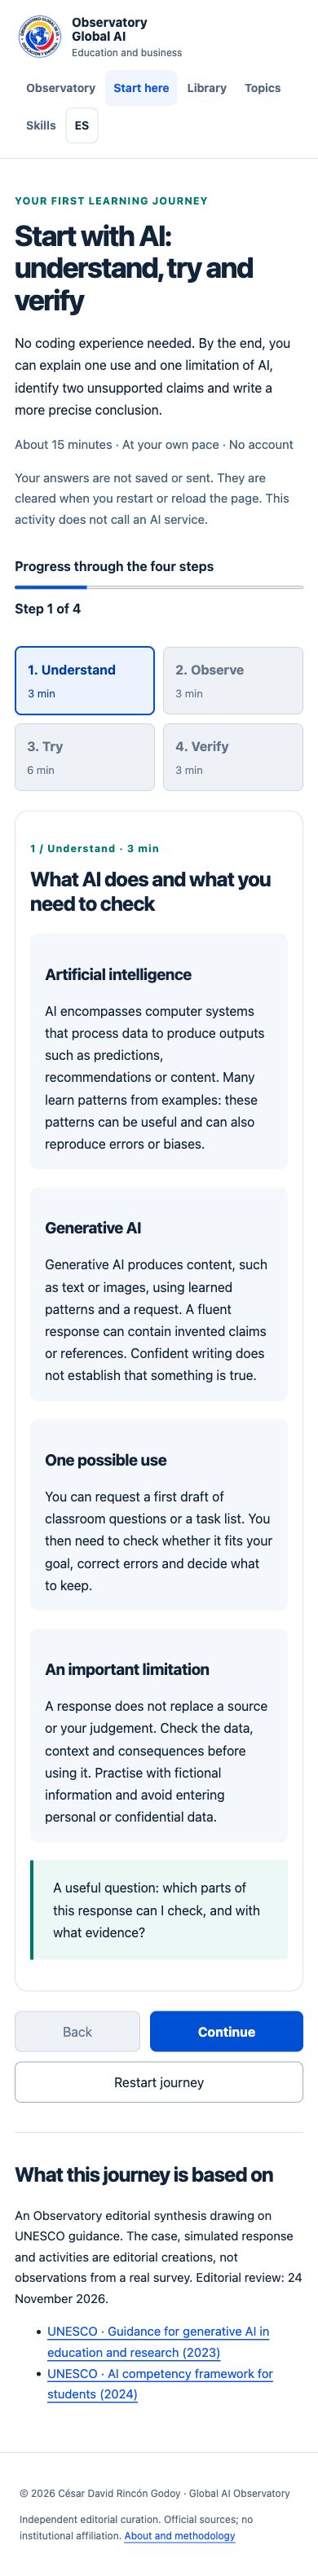 Observatory
Global AI
Education and business
Observatory
Start here
Library
Topics
Skills
ES
YOUR FIRST LEARNING JOURNEY
Start with AI:
understand, try and
verify
No coding experience needed. By the end, you
can explain one use and one limitation of AI,
identify two unsupported claims and write a
more precise conclusion.
About 15 minutes · At your own pace · No account
Your answers are not saved or sent. They are
cleared when you restart or reload the page. This
activity does not call an AI service.
Progress through the four steps
Step 1 of 4
1. Understand
3 min
2. Observe
3 min
3. Try
6 min
4. Verify
3 min
1 / Understand · 3 min
What AI does and what you
need to check
Artificial intelligence
AI encompasses computer systems
that process data to produce outputs
such as predictions,
recommendations or content. Many
learn patterns from examples: these
patterns can be useful and can also
reproduce errors or biases.
Generative AI
Generative AI produces content, such
as text or images, using learned
patterns and a request. A fluent
response can contain invented claims
or references. Confident writing does
not establish that something is true.
One possible use
You can request a first draft of
classroom questions or a task list. You
then need to check whether it fits your
goal, correct errors and decide what
to keep.
An important limitation
A response does not replace a source
or your judgement. Check the data,
context and consequences before
using it. Practise with fictional
information and avoid entering
personal or confidential data.
A useful question: which parts of
this response can I check, and with
what evidence?
Back
Continue
Restart journey
What this journey is based on
An Observatory editorial synthesis drawing on
UNESCO guidance. The case, simulated response
and activities are editorial creations, not
observations from a real survey. Editorial review: 24
November 2026.
• UNESCO · Guidance for generative AI in
education and research (2023)
• UNESCO · AI competency framework for
students (2024)
© 2026 César David Rincón Godoy · Global AI Observatory
Independent editorial curation. Official sources; no
institutional affiliation. About and methodology